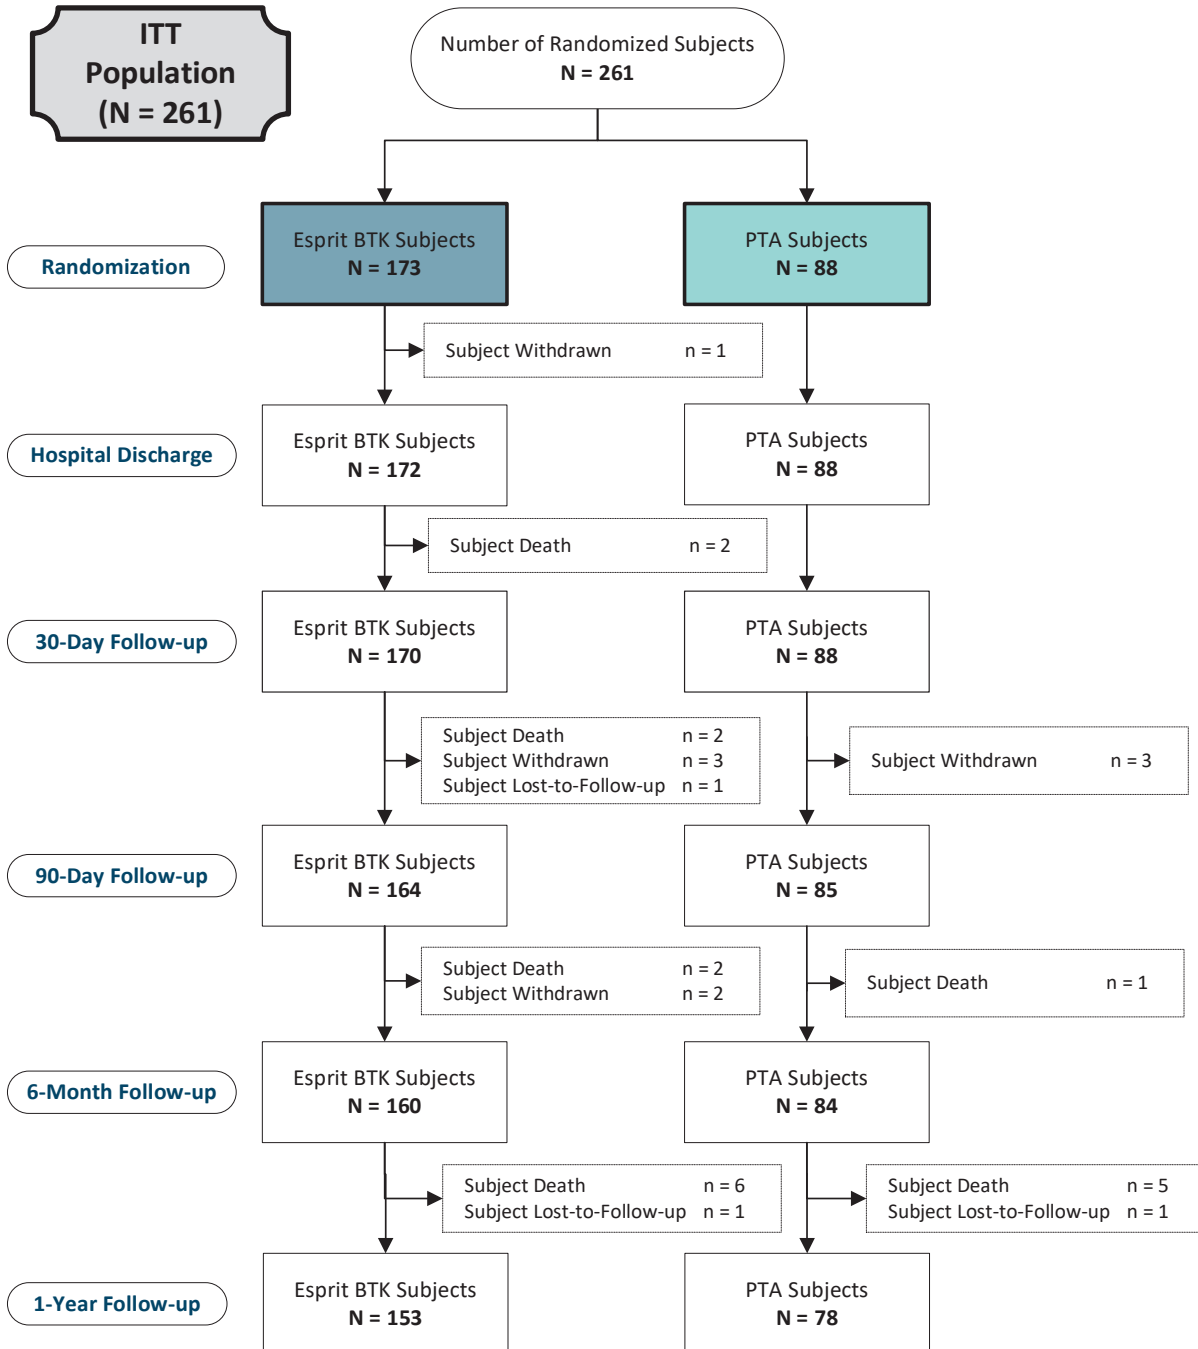 ITT
Population
(N = 261)
Number of Randomized Subjects
N = 261
Randomization
Esprit BTK Subjects
N = 173
PTA Subjects
N = 88
Subject Withdrawn n = 1
Hospital Discharge
Esprit BTK Subjects
N = 172
PTA Subjects
N = 88
Subject Death n = 2
30-Day Follow-up
Esprit BTK Subjects
N = 170
PTA Subjects
N = 88
Subject Death n = 2
Subject Withdrawn n = 3
Subject Lost-to-Follow-up n = 1
Subject Withdrawn n = 3
90-Day Follow-up
Esprit BTK Subjects
N = 164
PTA Subjects
N = 85
Subject Death n = 2
Subject Withdrawn n = 2
Subject Death n = 1
6-Month Follow-up
Esprit BTK Subjects
N = 160
PTA Subjects
N = 84
Subject Death n = 6
Subject Lost-to-Follow-up n = 1
Subject Death n = 5
Subject Lost-to-Follow-up n = 1
1-Year Follow-up
Esprit BTK Subjects
N = 153
PTA Subjects
N = 78